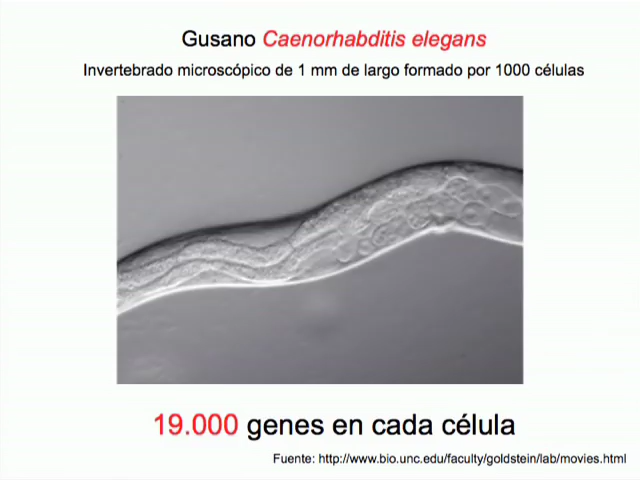 Gusano Caenorhabditis elegans
Invertebrado microscópico de 1 mm de largo formado por 1000 células
19.000 genes en cada célula
Fuente: http://www.bio.unc.edu/faculty/goldstein/lab/movies.html